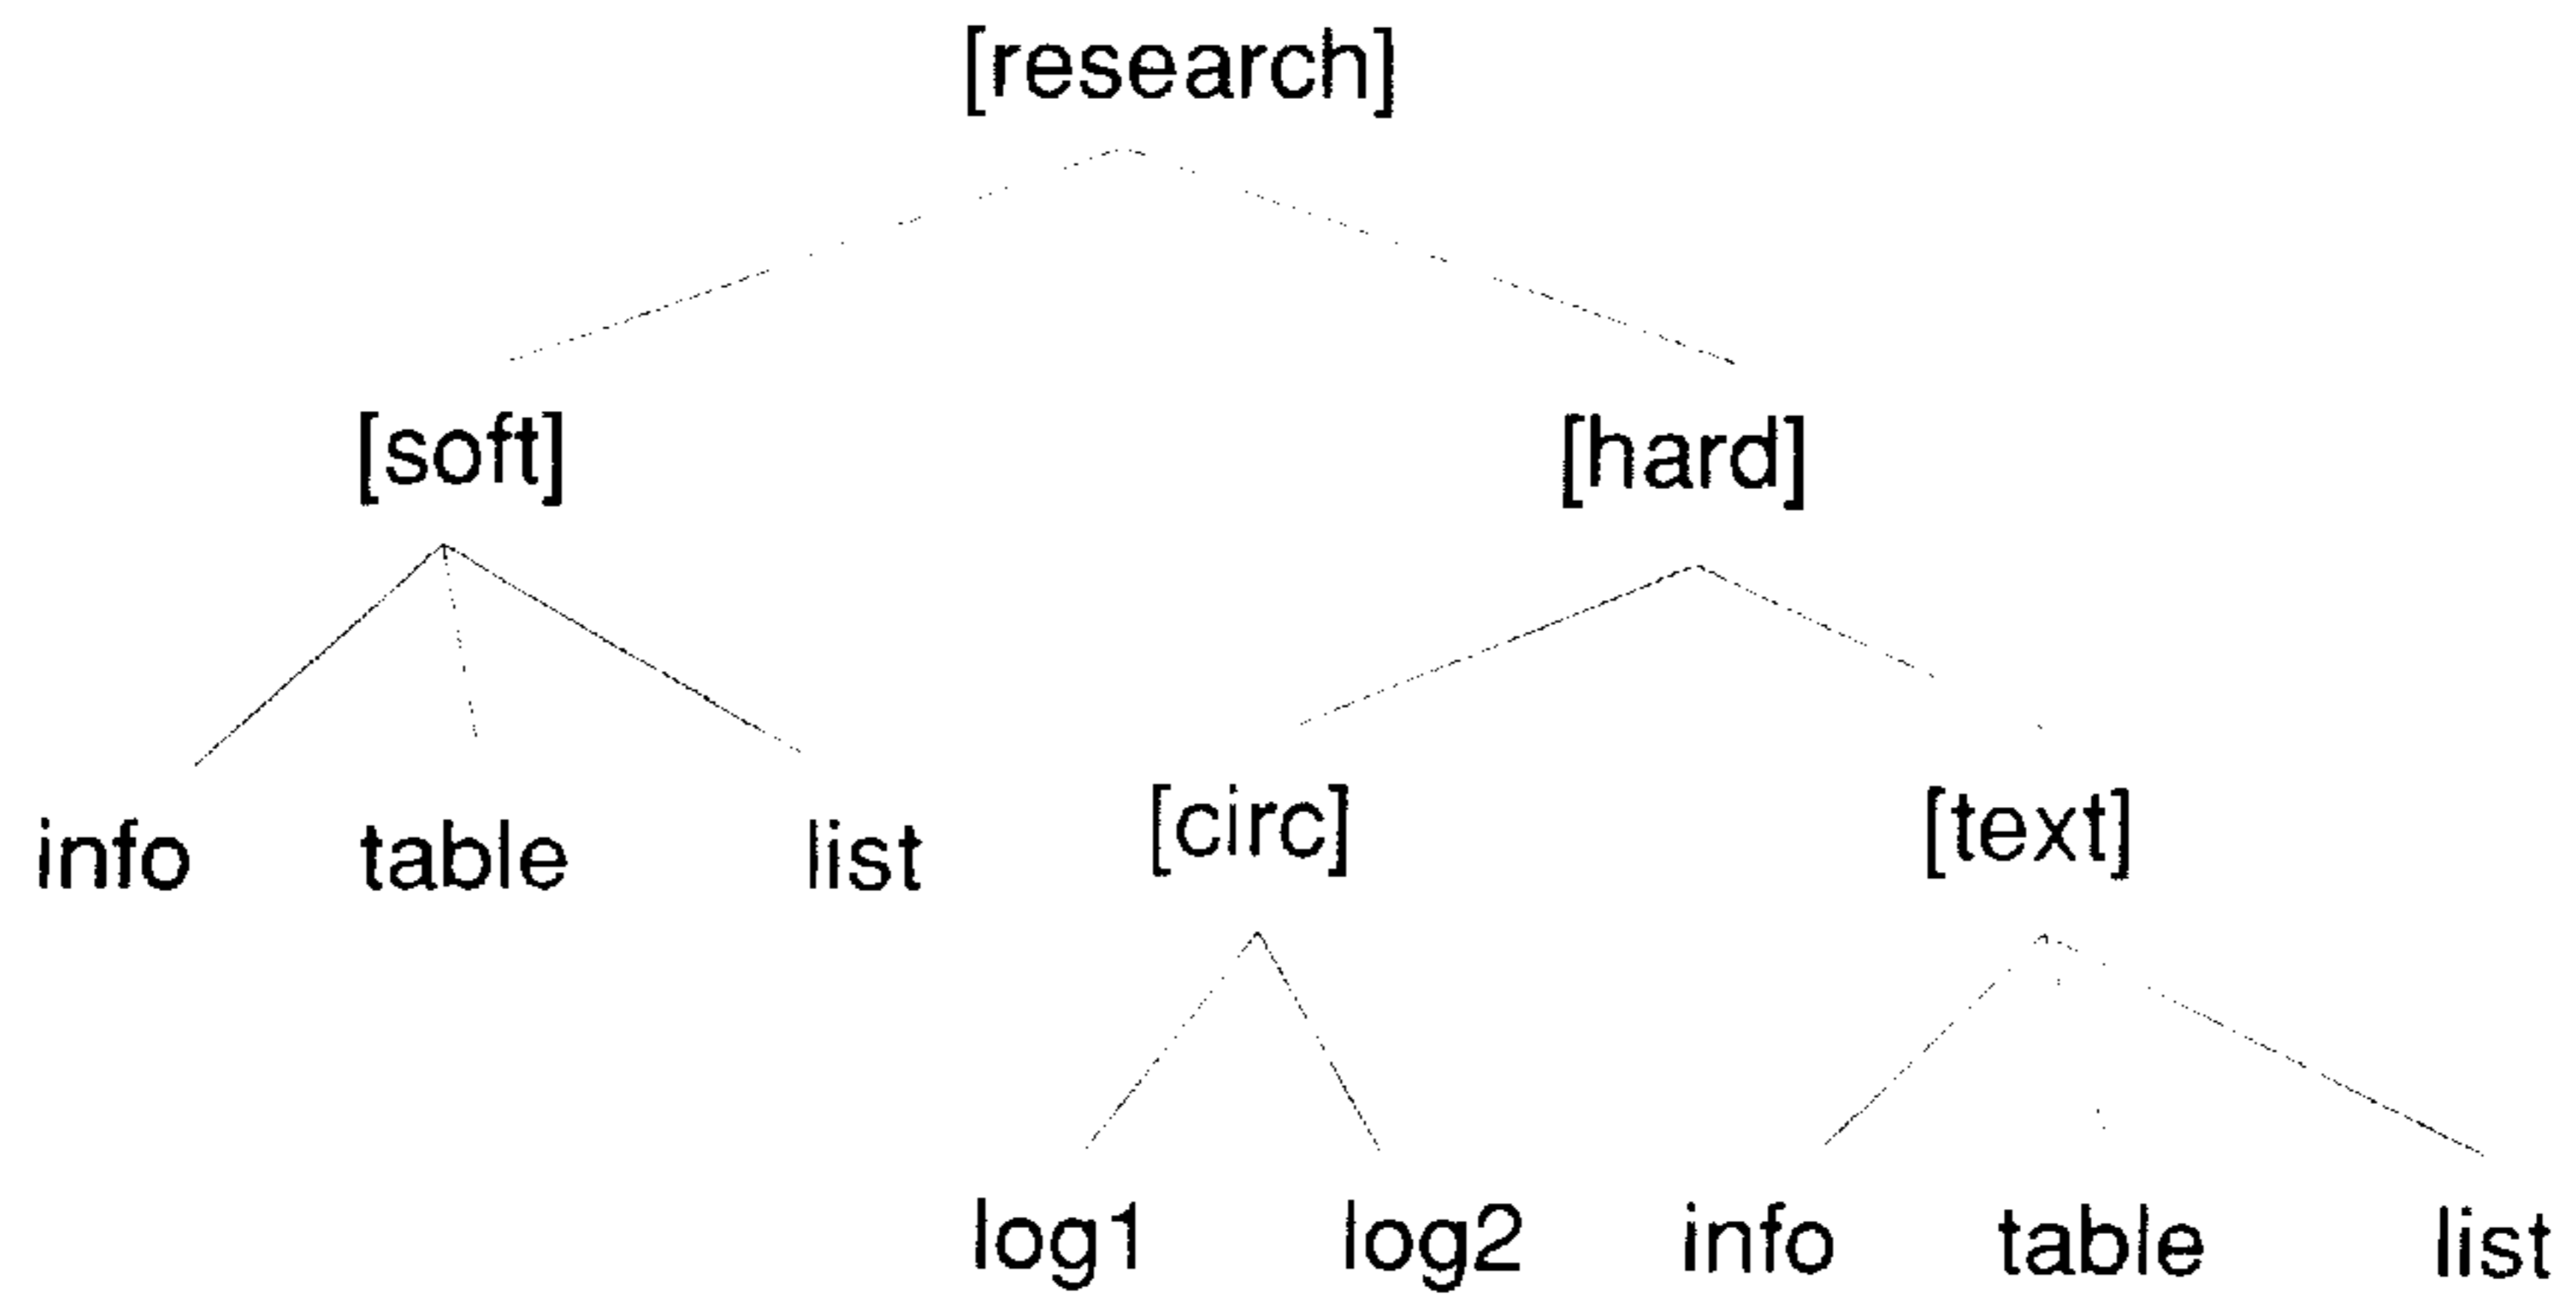 [research]
[soft] [hard]
info table list [circ] [text]
log1 log2 info table list